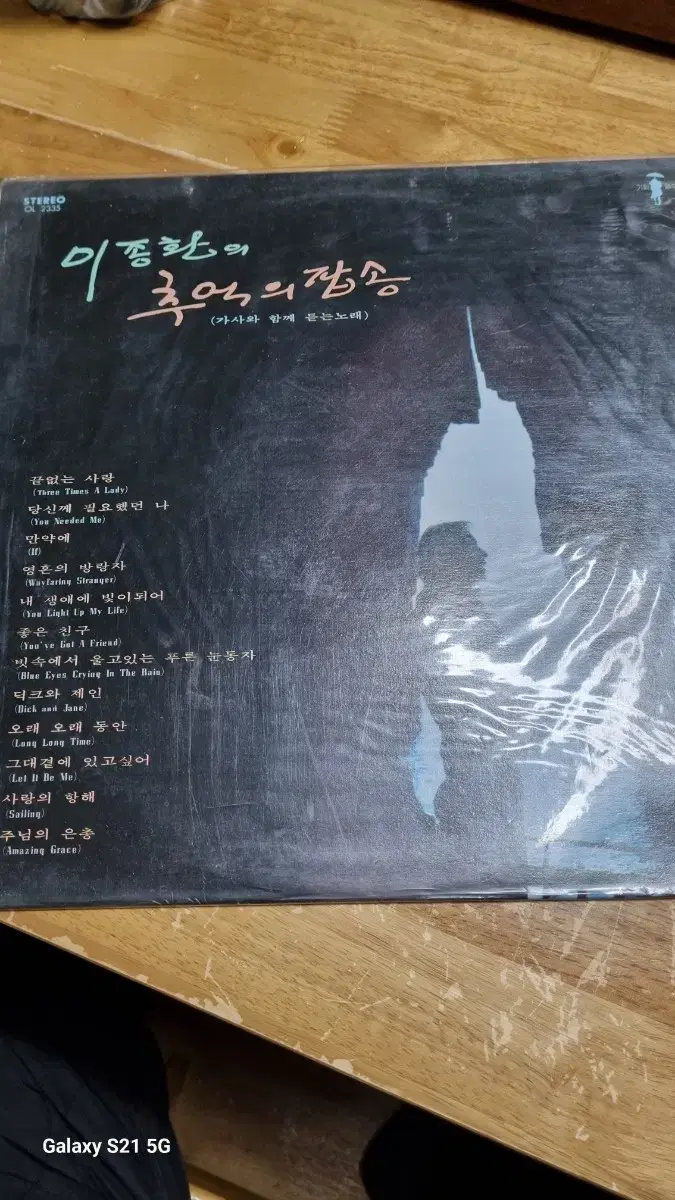 STEREO
OL 2335
이종환의
추억의 팝송
(가사와 함께 듣는노래)
끝없는 사랑
(Three Times A Lady)
당신께 필요했던 나
(You Needed Me)
만약에
(If)
영혼의 방랑자
(Wayfaring Stranger)
내 생애에 빛이되어
(You Light Up My Life)
좋은 친구
(You've Got A Friend)
빗속에서 울고있는 푸른 눈동자
(Blue Eyes Crying In The Rain)
딕크와 제인
(Dick and Jane)
오래 오래 동안
(Long Long Time)
그대곁에 있고싶어
(Let It Be Me)
사랑의 항해
(Sailing)
주님의 은총
(Amazing Grace)
Galaxy S21 5G